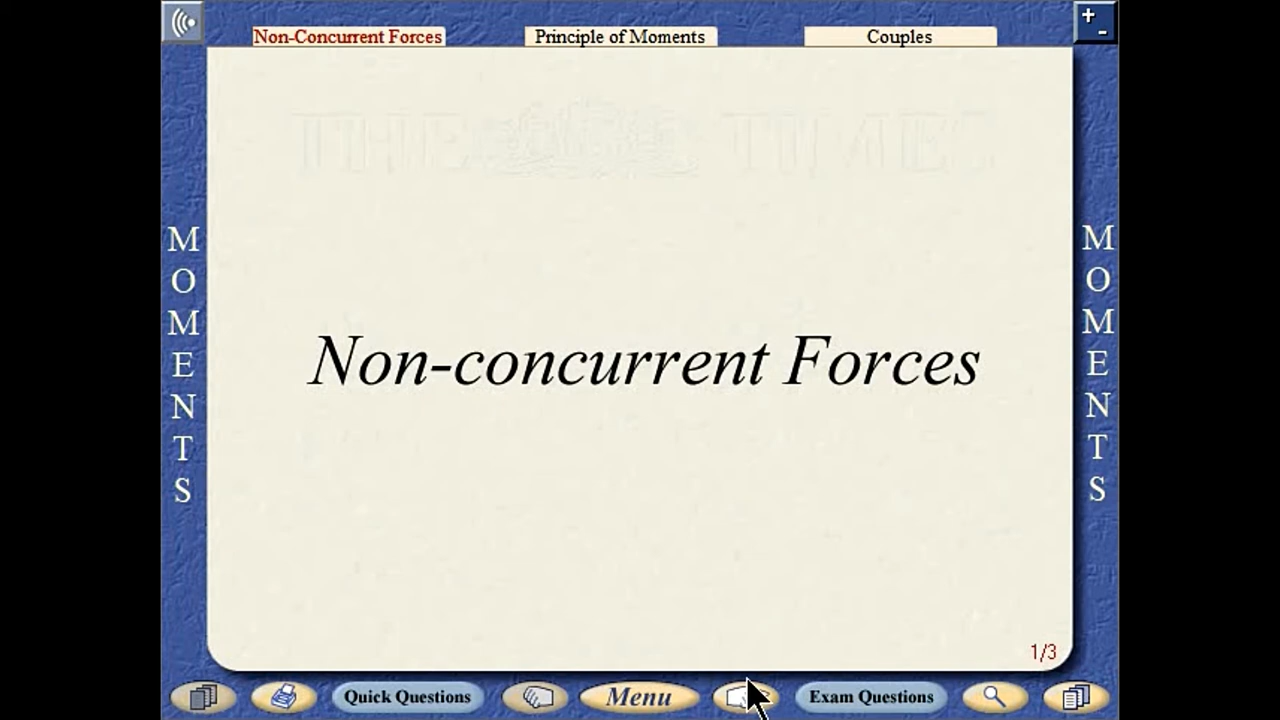 Non-Concurrent Forces
Principle of Moments
Couples
MOMENTS
Non-concurrent Forces
MOMENTS
1/3
Quick Questions
Menu
Exam Questions